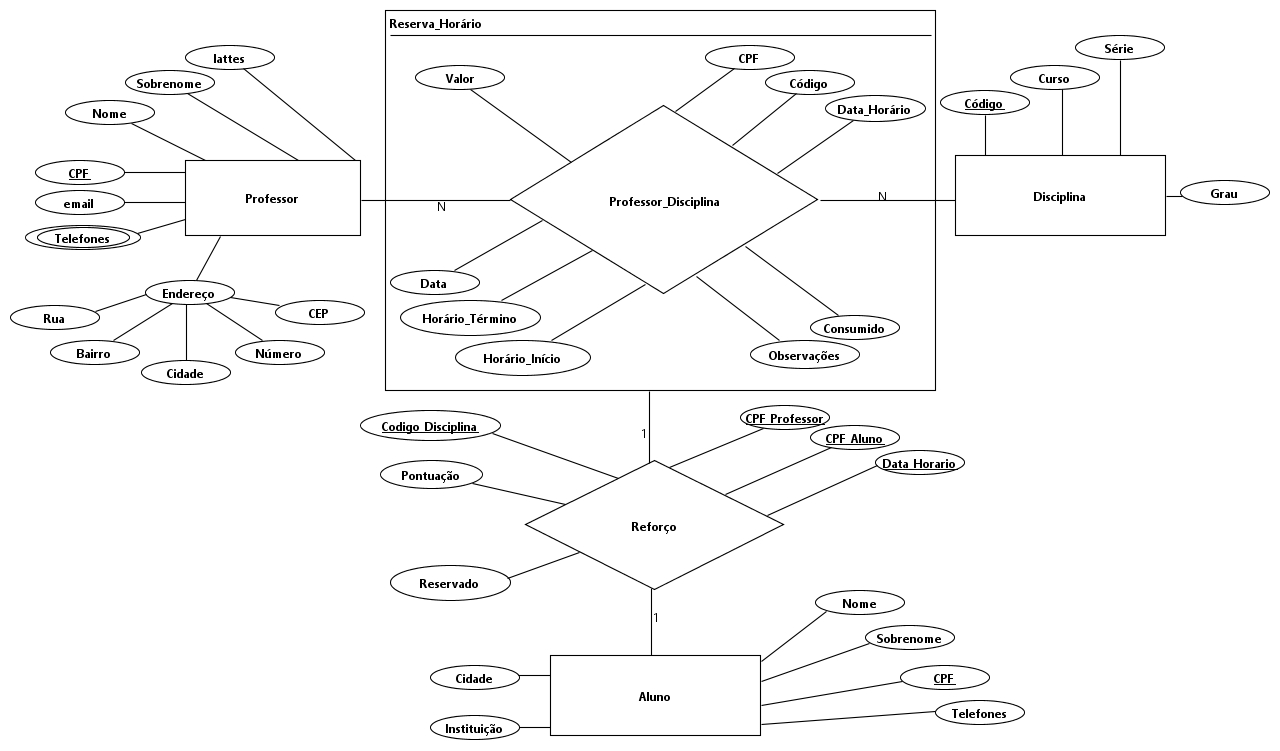 Reserva_Horário
lattes
Sobrenome
Nome
CPF
email
Telefones
Professor
Endereço
Rua
Bairro
Cidade
Número
CEP
Valor
CPF
Código
Data_Horário
N
Professor_Disciplina
N
Data
Horário_Término
Horário_Início
Consumido
Observações
Série
Curso
Código
Disciplina
Grau
1
Codigo_Disciplina
Pontuação
CPF_Professor
CPF_Aluno
Data_Horario
Reforço
Reservado
1
Nome
Sobrenome
CPF
Telefones
Cidade
Instituição
Aluno